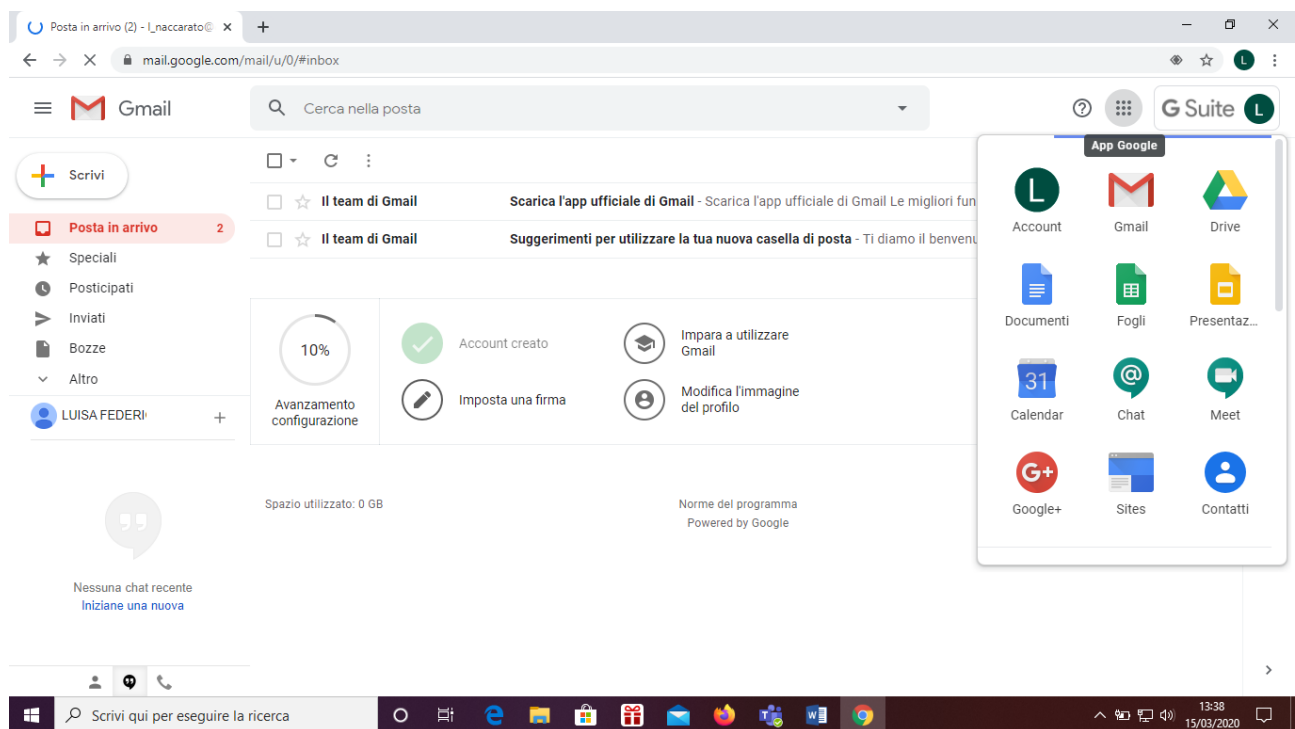 Posta in arrivo (2) - l_naccarato@
mail.google.com/mail/u/0/#inbox
L
Gmail
Cerca nella posta
G Suite L
App Google
Scrivi
Posta in arrivo 2
Speciali
Posticipati
Inviati
Bozze
Altro
LUISA FEDERI
Nessuna chat recente
Iniziane una nuova
Il team di Gmail Scarica l'app ufficiale di Gmail - Scarica l'app ufficiale di Gmail Le migliori fun
Il team di Gmail Suggerimenti per utilizzare la tua nuova casella di posta - Ti diamo il benvenu
10%
Avanzamento
configurazione
Account creato
Imposta una firma
Impara a utilizzare
Gmail
Modifica l'immagine
del profilo
Spazio utilizzato: 0 GB
Norme del programma
Powered by Google
L
Account Gmail Drive
Documenti Fogli Presentaz...
31
Calendar Chat Meet
G+
Google+ Sites Contatti
Scrivi qui per eseguire la ricerca
13:38
15/03/2020